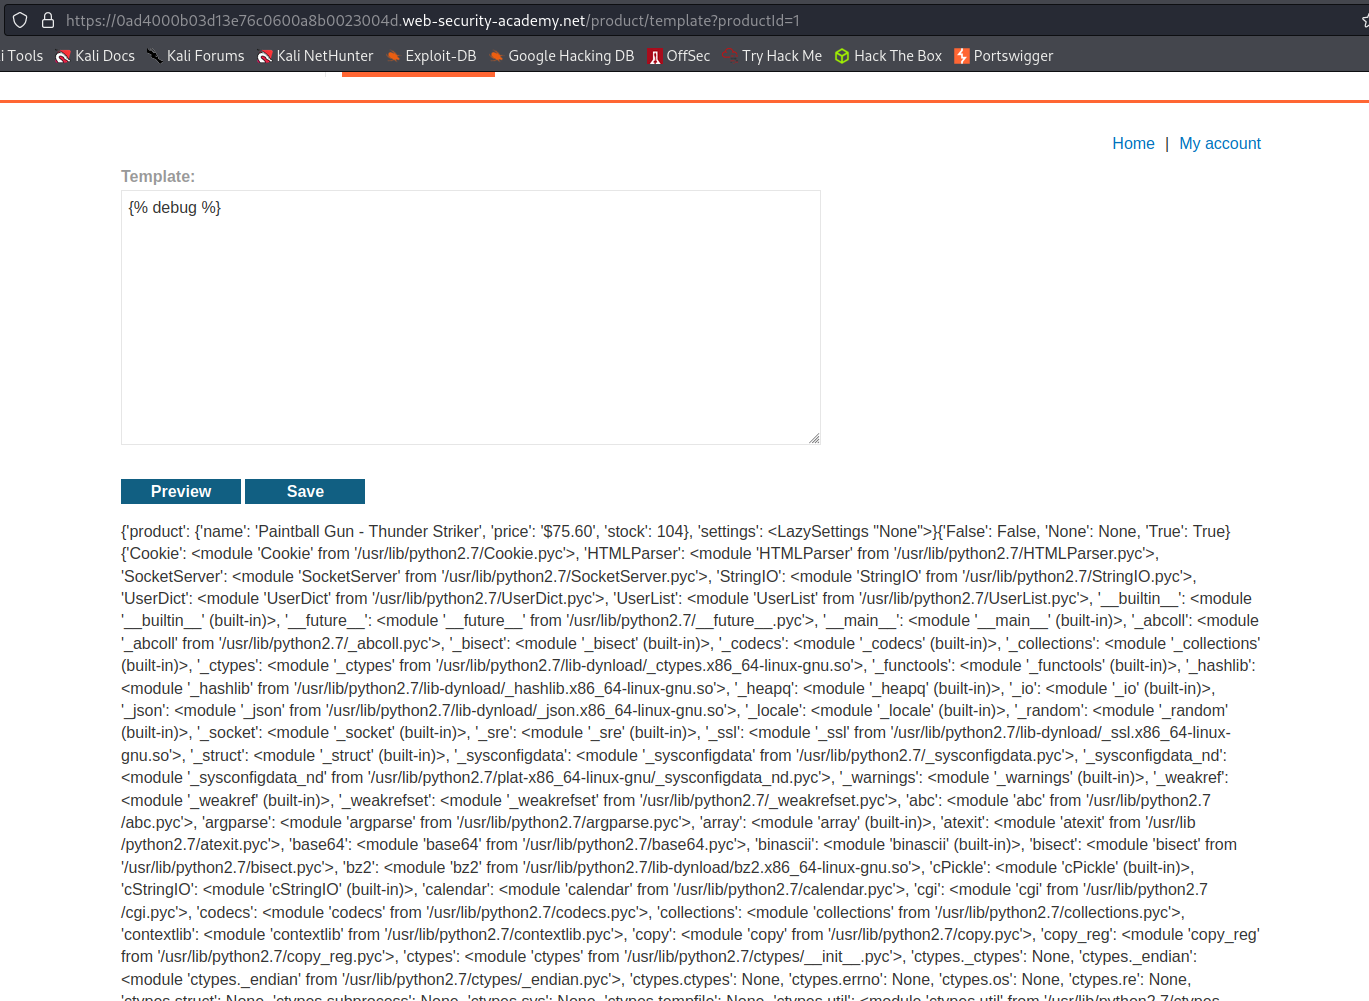 https://0ad4000b03d13e76c0600a8b0023004d.web-security-academy.net/product/template?productId=1
i Tools Kali Docs Kali Forums Kali NetHunter Exploit-DB Google Hacking DB OffSec Try Hack Me Hack The Box Portswigger
Home | My account
Template:
{% debug %}
Preview Save
{'product': {'name': 'Paintball Gun - Thunder Striker', 'price': '$75.60', 'stock': 104}, 'settings': <LazySettings "None">}{'False': False, 'None': None, 'True': True}
{'Cookie': <module 'Cookie' from '/usr/lib/python2.7/Cookie.pyc'>, 'HTMLParser': <module 'HTMLParser' from '/usr/lib/python2.7/HTMLParser.pyc'>,
'SocketServer': <module 'SocketServer' from '/usr/lib/python2.7/SocketServer.pyc'>, 'StringIO': <module 'StringIO' from '/usr/lib/python2.7/StringIO.pyc'>,
'UserDict': <module 'UserDict' from '/usr/lib/python2.7/UserDict.pyc'>, 'UserList': <module 'UserList' from '/usr/lib/python2.7/UserList.pyc'>, '__builtin__': <module
'__builtin__' (built-in)>, '__future__': <module '__future__' from '/usr/lib/python2.7/__future__.pyc'>, '__main__': <module '__main__' (built-in)>, '_abcoll': <module
'_abcoll' from '/usr/lib/python2.7/_abcoll.pyc'>, '_bisect': <module '_bisect' (built-in)>, '_codecs': <module '_codecs' (built-in)>, '_collections': <module '_collections'
(built-in)>, '_ctypes': <module '_ctypes' from '/usr/lib/python2.7/lib-dynload/_ctypes.x86_64-linux-gnu.so'>, '_functools': <module '_functools' (built-in)>, '_hashlib':
<module '_hashlib' from '/usr/lib/python2.7/lib-dynload/_hashlib.x86_64-linux-gnu.so'>, '_heapq': <module '_heapq' (built-in)>, '_io': <module '_io' (built-in)>,
'_json': <module '_json' from '/usr/lib/python2.7/lib-dynload/_json.x86_64-linux-gnu.so'>, '_locale': <module '_locale' (built-in)>, '_random': <module '_random'
(built-in)>, '_socket': <module '_socket' (built-in)>, '_sre': <module '_sre' (built-in)>, '_ssl': <module '_ssl' from '/usr/lib/python2.7/lib-dynload/_ssl.x86_64-linux-
gnu.so'>, '_struct': <module '_struct' (built-in)>, '_sysconfigdata': <module '_sysconfigdata' from '/usr/lib/python2.7/_sysconfigdata.pyc'>, '_sysconfigdata_nd':
<module '_sysconfigdata_nd' from '/usr/lib/python2.7/plat-x86_64-linux-gnu/_sysconfigdata_nd.pyc'>, '_warnings': <module '_warnings' (built-in)>, '_weakref':
<module '_weakref' (built-in)>, '_weakrefset': <module '_weakrefset' from '/usr/lib/python2.7/_weakrefset.pyc'>, 'abc': <module 'abc' from '/usr/lib/python2.7
/abc.pyc'>, 'argparse': <module 'argparse' from '/usr/lib/python2.7/argparse.pyc'>, 'array': <module 'array' (built-in)>, 'atexit': <module 'atexit' from '/usr/lib
/python2.7/atexit.pyc'>, 'base64': <module 'base64' from '/usr/lib/python2.7/base64.pyc'>, 'binascii': <module 'binascii' (built-in)>, 'bisect': <module 'bisect' from
'/usr/lib/python2.7/bisect.pyc'>, 'bz2': <module 'bz2' from '/usr/lib/python2.7/lib-dynload/bz2.x86_64-linux-gnu.so'>, 'cPickle': <module 'cPickle' (built-in)>,
'cStringIO': <module 'cStringIO' (built-in)>, 'calendar': <module 'calendar' from '/usr/lib/python2.7/calendar.pyc'>, 'cgi': <module 'cgi' from '/usr/lib/python2.7
/cgi.pyc'>, 'codecs': <module 'codecs' from '/usr/lib/python2.7/codecs.pyc'>, 'collections': <module 'collections' from '/usr/lib/python2.7/collections.pyc'>,
'contextlib': <module 'contextlib' from '/usr/lib/python2.7/contextlib.pyc'>, 'copy': <module 'copy' from '/usr/lib/python2.7/copy.pyc'>, 'copy_reg': <module 'copy_reg'
from '/usr/lib/python2.7/copy_reg.pyc'>, 'ctypes': <module 'ctypes' from '/usr/lib/python2.7/ctypes/__init__.pyc'>, 'ctypes._ctypes': None, 'ctypes._endian':
<module 'ctypes._endian' from '/usr/lib/python2.7/ctypes/_endian.pyc'>, 'ctypes.ctypes': None, 'ctypes.errno': None, 'ctypes.os': None, 'ctypes.re': None,
'ctypes.struct': None, 'ctypes.subprocess': None, 'ctypes.sys': None, 'ctypes.tempfile': None, 'ctypes.util': <module 'ctypes.util' from '/usr/lib/python2.7/ctypes